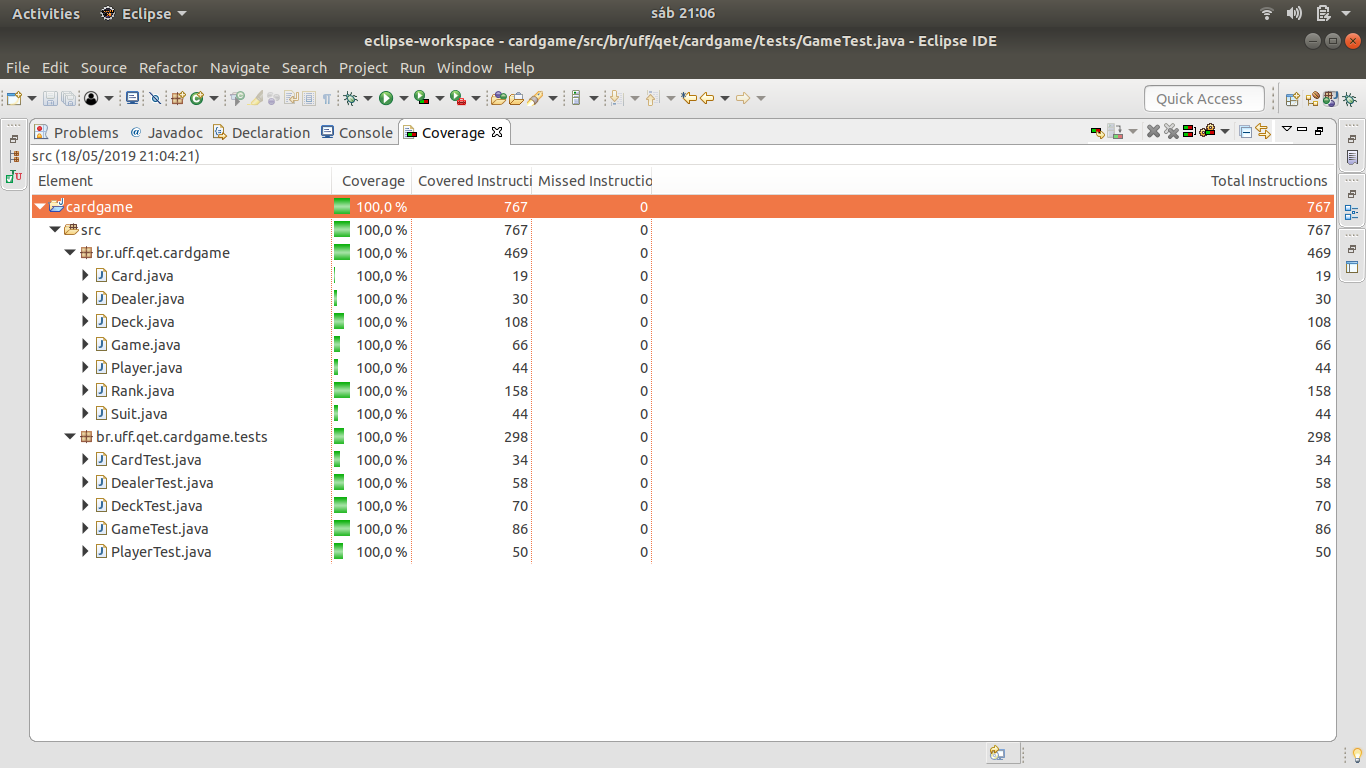 Activities Eclipse sáb 21:06
eclipse-workspace - cardgame/src/br/uff/qet/cardgame/tests/GameTest.java - Eclipse IDE
File Edit Source Refactor Navigate Search Project Run Window Help
Quick Access
Problems @ Javadoc Declaration Console Coverage
src (18/05/2019 21:04:21)
Element Coverage Covered Instructi Missed Instructio Total Instructions
cardgame 100,0 % 767 0 767
src 100,0 % 767 0 767
br.uff.qet.cardgame 100,0 % 469 0 469
Card.java 100,0 % 19 0 19
Dealer.java 100,0 % 30 0 30
Deck.java 100,0 % 108 0 108
Game.java 100,0 % 66 0 66
Player.java 100,0 % 44 0 44
Rank.java 100,0 % 158 0 158
Suit.java 100,0 % 44 0 44
br.uff.qet.cardgame.tests 100,0 % 298 0 298
CardTest.java 100,0 % 34 0 34
DealerTest.java 100,0 % 58 0 58
DeckTest.java 100,0 % 70 0 70
GameTest.java 100,0 % 86 0 86
PlayerTest.java 100,0 % 50 0 50